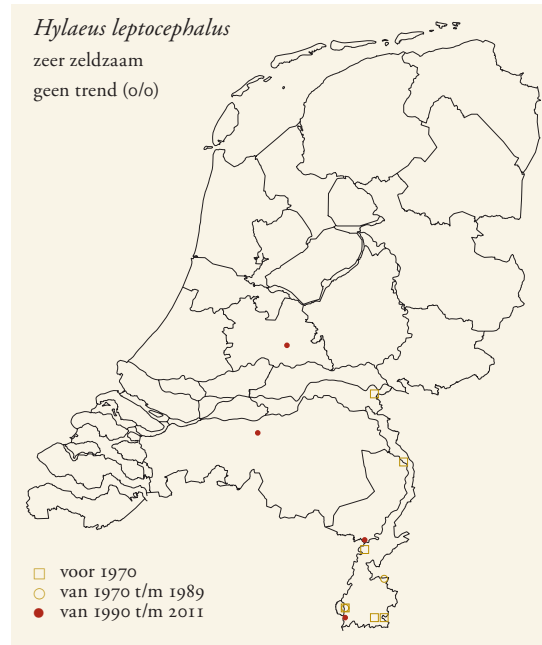 Hylaeus leptocephalus
zeer zeldzaam
geen trend (0/0)
voor 1970
van 1970 t/m 1989
van 1990 t/m 2011